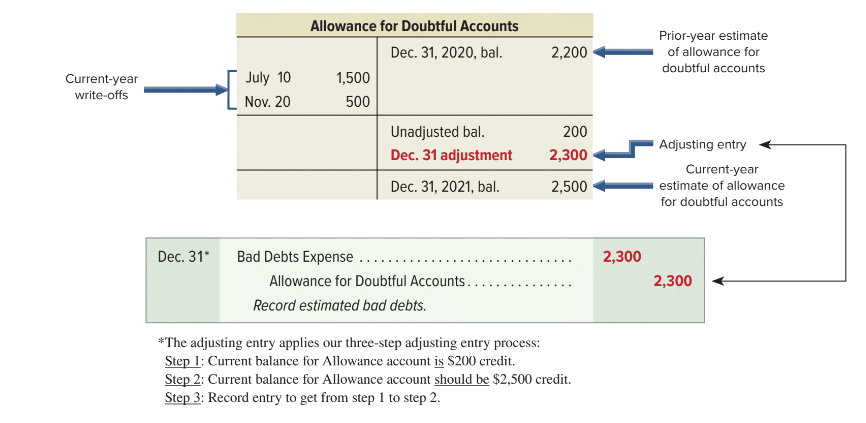 Allowance for Doubtful Accounts
Dec. 31, 2020, bal. 2,200
Prior-year estimate
of allowance for
doubtful accounts
Current-year
write-offs
July 10 1,500
Nov. 20 500
Unadjusted bal. 200
Dec. 31 adjustment 2,300
Adjusting entry
Dec. 31, 2021, bal. 2,500
Current-year
estimate of allowance
for doubtful accounts
Dec. 31* Bad Debts Expense .............................. 2,300
Allowance for Doubtful Accounts............... 2,300
Record estimated bad debts.
*The adjusting entry applies our three-step adjusting entry process:
Step 1: Current balance for Allowance account is $200 credit.
Step 2: Current balance for Allowance account should be $2,500 credit.
Step 3: Record entry to get from step 1 to step 2.